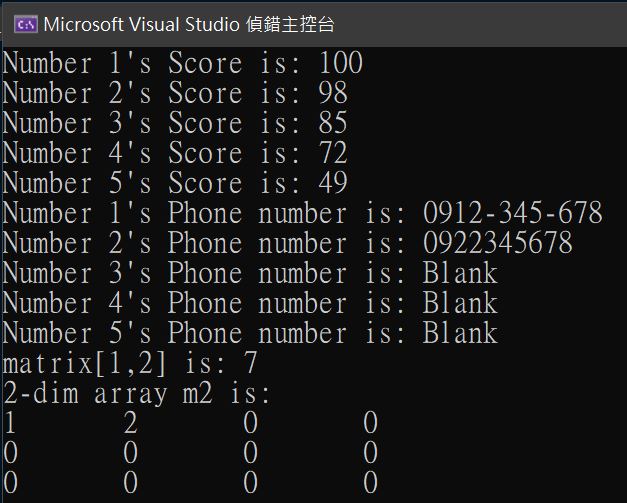 Microsoft Visual Studio 偵錯主控台
Number 1's Score is: 100
Number 2's Score is: 98
Number 3's Score is: 85
Number 4's Score is: 72
Number 5's Score is: 49
Number 1's Phone number is: 0912-345-678
Number 2's Phone number is: 0922345678
Number 3's Phone number is: Blank
Number 4's Phone number is: Blank
Number 5's Phone number is: Blank
matrix[1,2] is: 7
2-dim array m2 is:
1 2 0 0
0 0 0 0
0 0 0 0